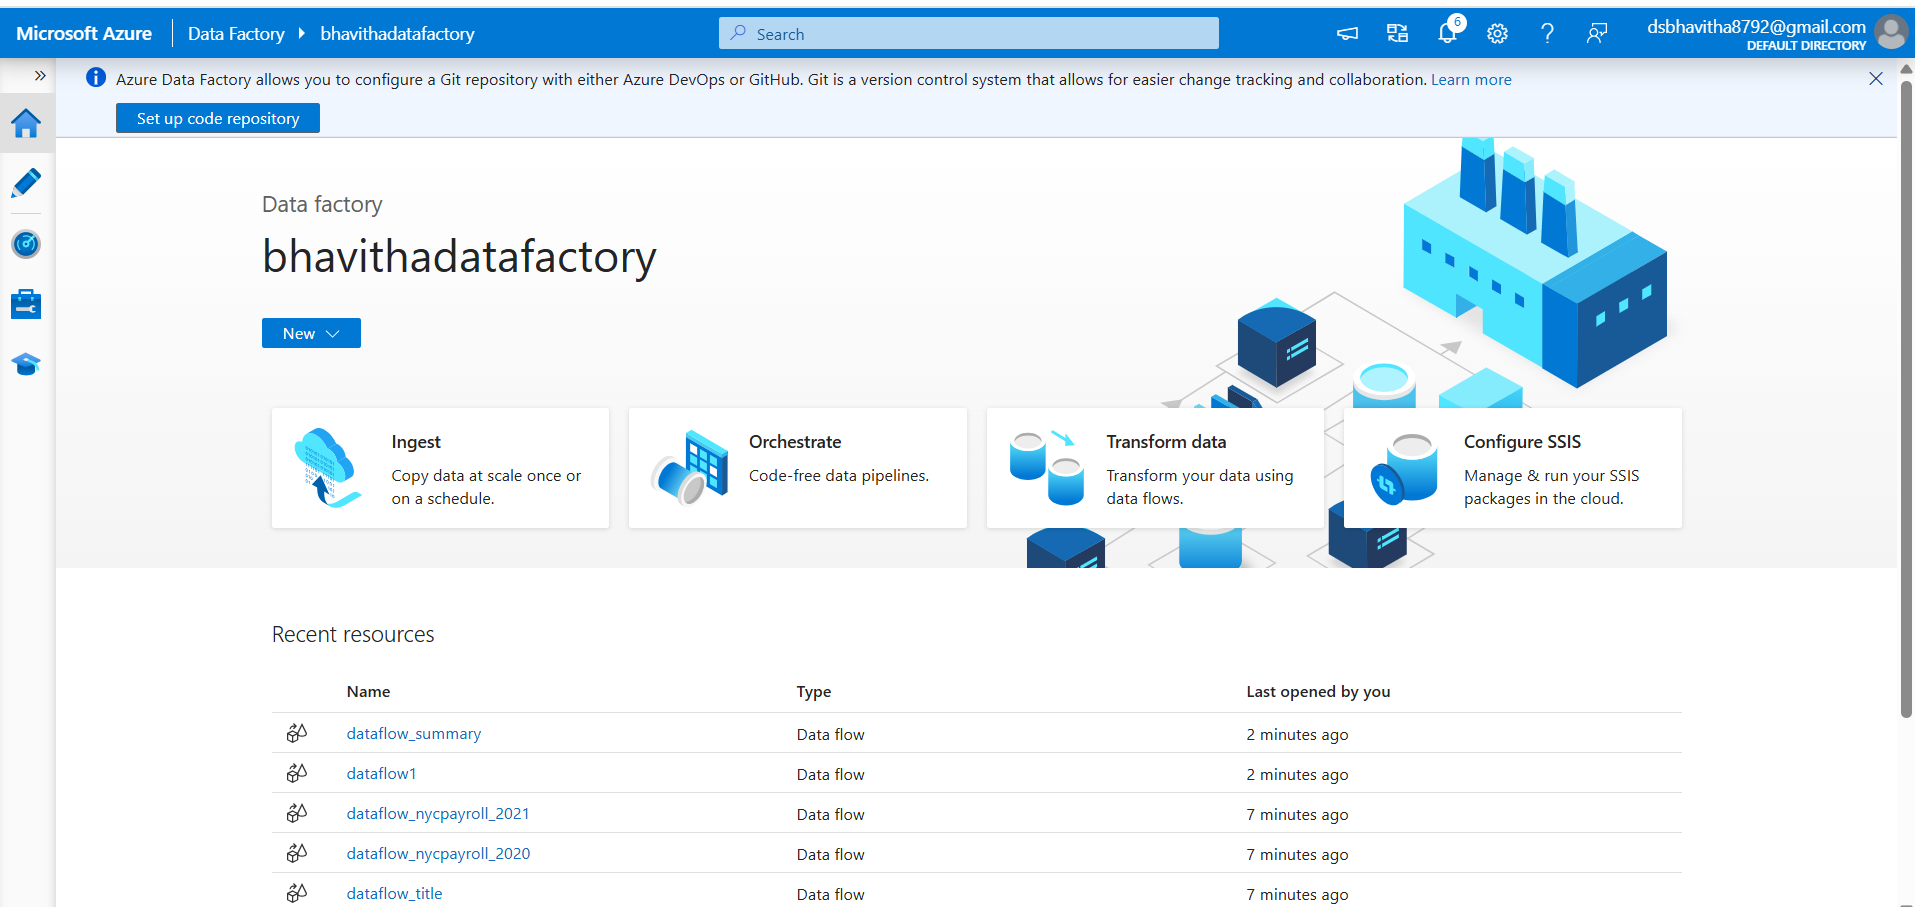 Microsoft Azure
Data Factory
bhavithadatafactory
Search
6
dsbhavitha8792@gmail.com
DEFAULT DIRECTORY
Azure Data Factory allows you to configure a Git repository with either Azure DevOps or GitHub. Git is a version control system that allows for easier change tracking and collaboration. Learn more
Set up code repository
Data factory
bhavithadatafactory
New
Ingest
Copy data at scale once or
on a schedule.
Orchestrate
Code-free data pipelines.
Transform data
Transform your data using
data flows.
Configure SSIS
Manage & run your SSIS
packages in the cloud.
Recent resources
Name Type Last opened by you
dataflow_summary Data flow 2 minutes ago
dataflow1 Data flow 2 minutes ago
dataflow_nycpayroll_2021 Data flow 7 minutes ago
dataflow_nycpayroll_2020 Data flow 7 minutes ago
dataflow_title Data flow 7 minutes ago